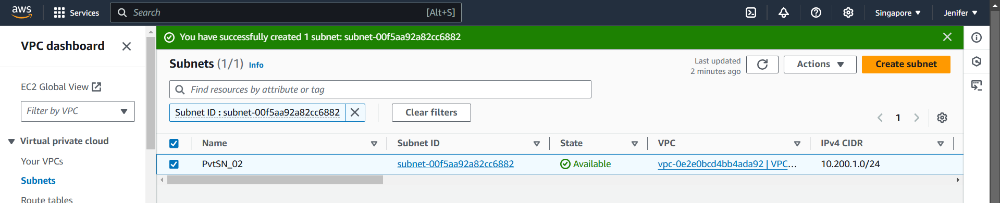 aws
Services
Search
[Alt+S]
Singapore
Jenifer
VPC dashboard
EC2 Global View
Filter by VPC
Virtual private cloud
Your VPCs
Subnets
Route tables
You have successfully created 1 subnet: subnet-00f5aa92a82cc6882
Subnets (1/1) Info
Last updated
2 minutes ago
Actions
Create subnet
Find resources by attribute or tag
Subnet ID : subnet-00f5aa92a82cc6882
Clear filters
1
Name Subnet ID State VPC IPv4 CIDR
PvtSN_02 subnet-00f5aa92a82cc6882 Available vpc-0e2e0bcd4bb4ada92 | VPC... 10.200.1.0/24